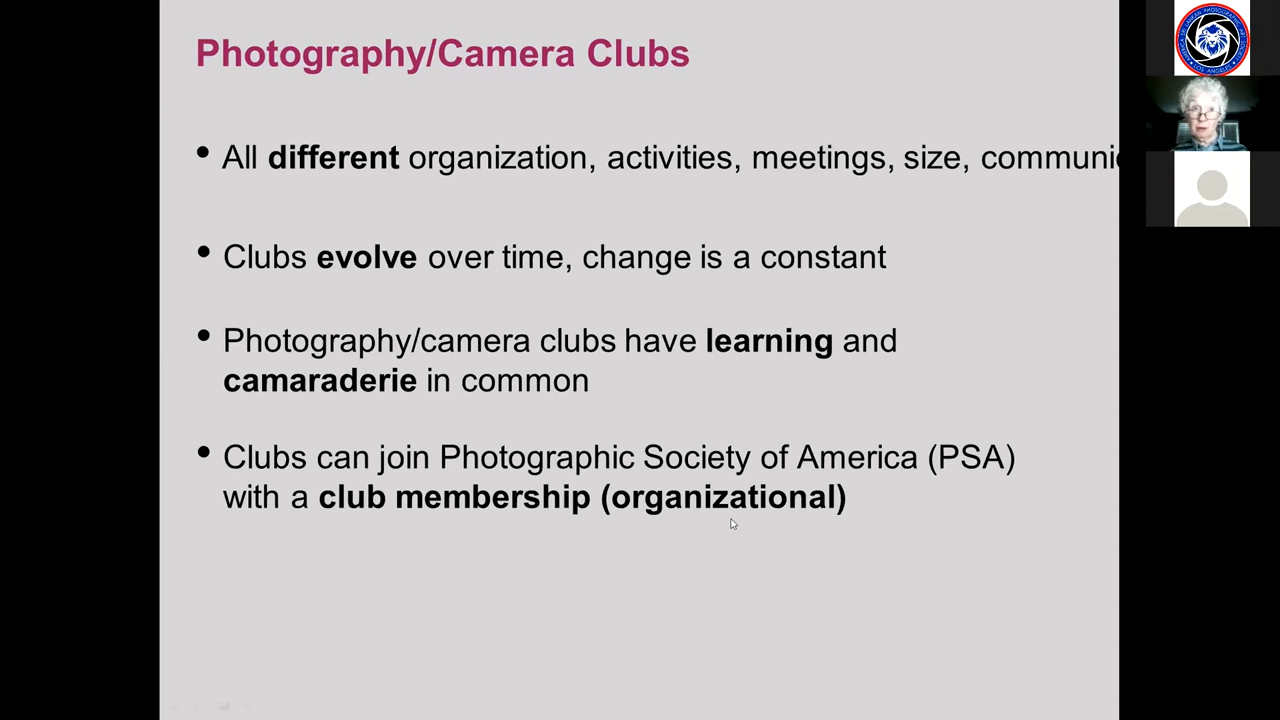 Photography/Camera Clubs
• All different organization, activities, meetings, size, communi
• Clubs evolve over time, change is a constant
• Photography/camera clubs have learning and
camaraderie in common
• Clubs can join Photographic Society of America (PSA)
with a club membership (organizational)
LOS ANGELES